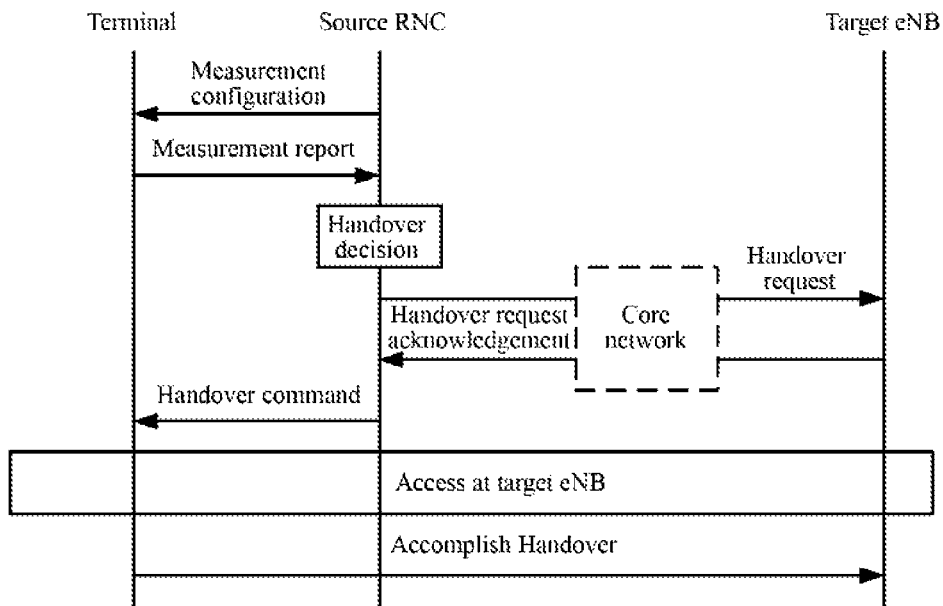 Terminal
Source RNC
Target eNB
Measurement
configuration
Measurement report
Handover
decision
Handover
request
Handover request
acknowledgement
Core
network
Handover command
Access at target eNB
Accomplish Handover